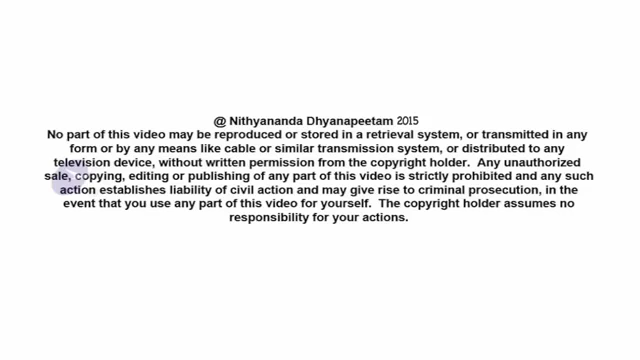 @ Nithyananda Dhyanapeetam 2015
No part of this video may be reproduced or stored in a retrieval system, or transmitted in any
form or by any means like cable or similar transmission system, or distributed to any
television device, without written permission from the copyright holder.  Any unauthorized
sale, copying, editing or publishing of any part of this video is strictly prohibited and any such
action establishes liability of civil action and may give rise to criminal prosecution, in the
event that you use any part of this video for yourself.  The copyright holder assumes no
responsibility for your actions.